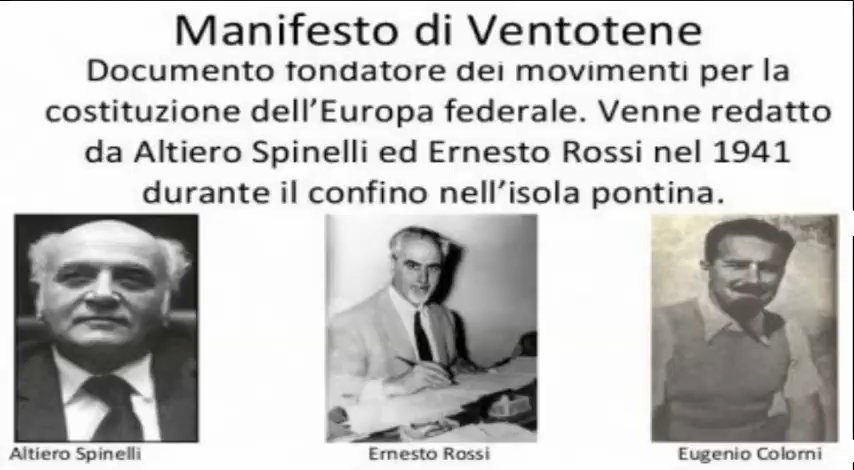 Manifesto di Ventotene
Documento fondatore dei movimenti per la
costituzione dell'Europa federale. Venne redatto
da Altiero Spinelli ed Ernesto Rossi nel 1941
durante il confino nell'isola pontina.
Altiero Spinelli
Ernesto Rossi
Eugenio Colorni